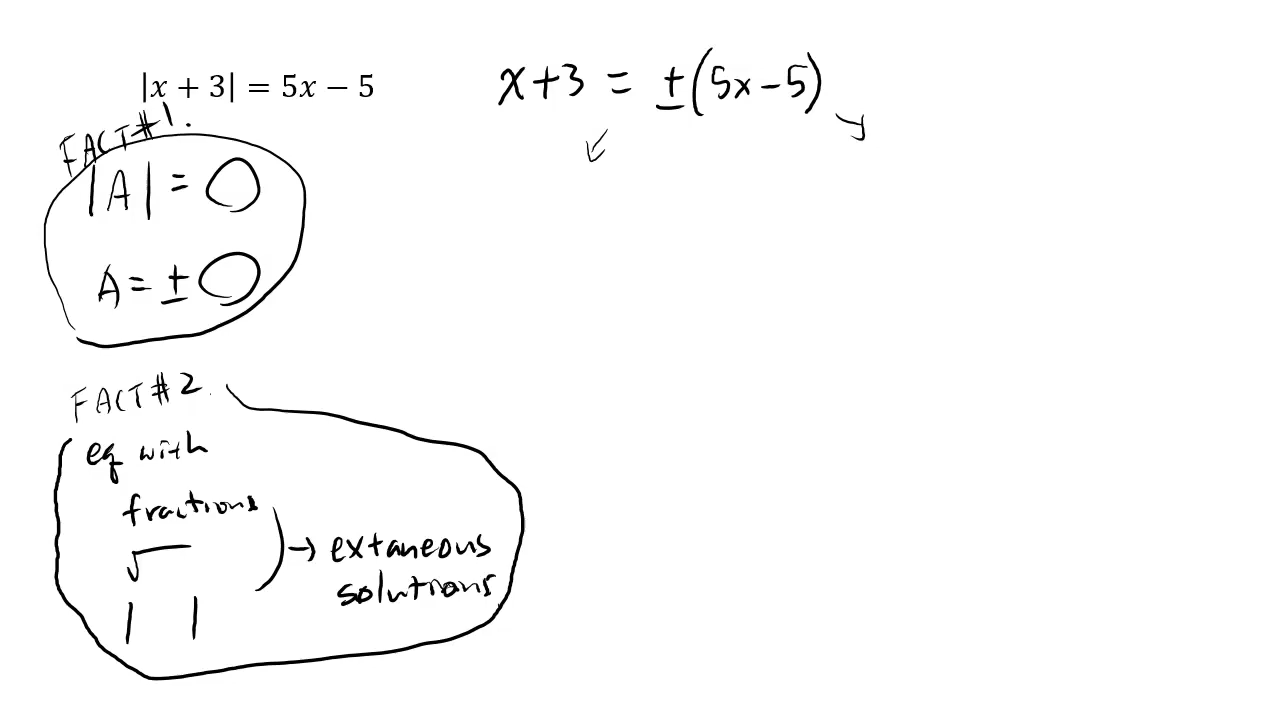 |x + 3| = 5x − 5
x+3 = ±(5x−5)
FACT#1.
|A| = ◯
A = ± ◯
FACT#2.
eq with
fractions
√
→ extaneous
solutions
| |